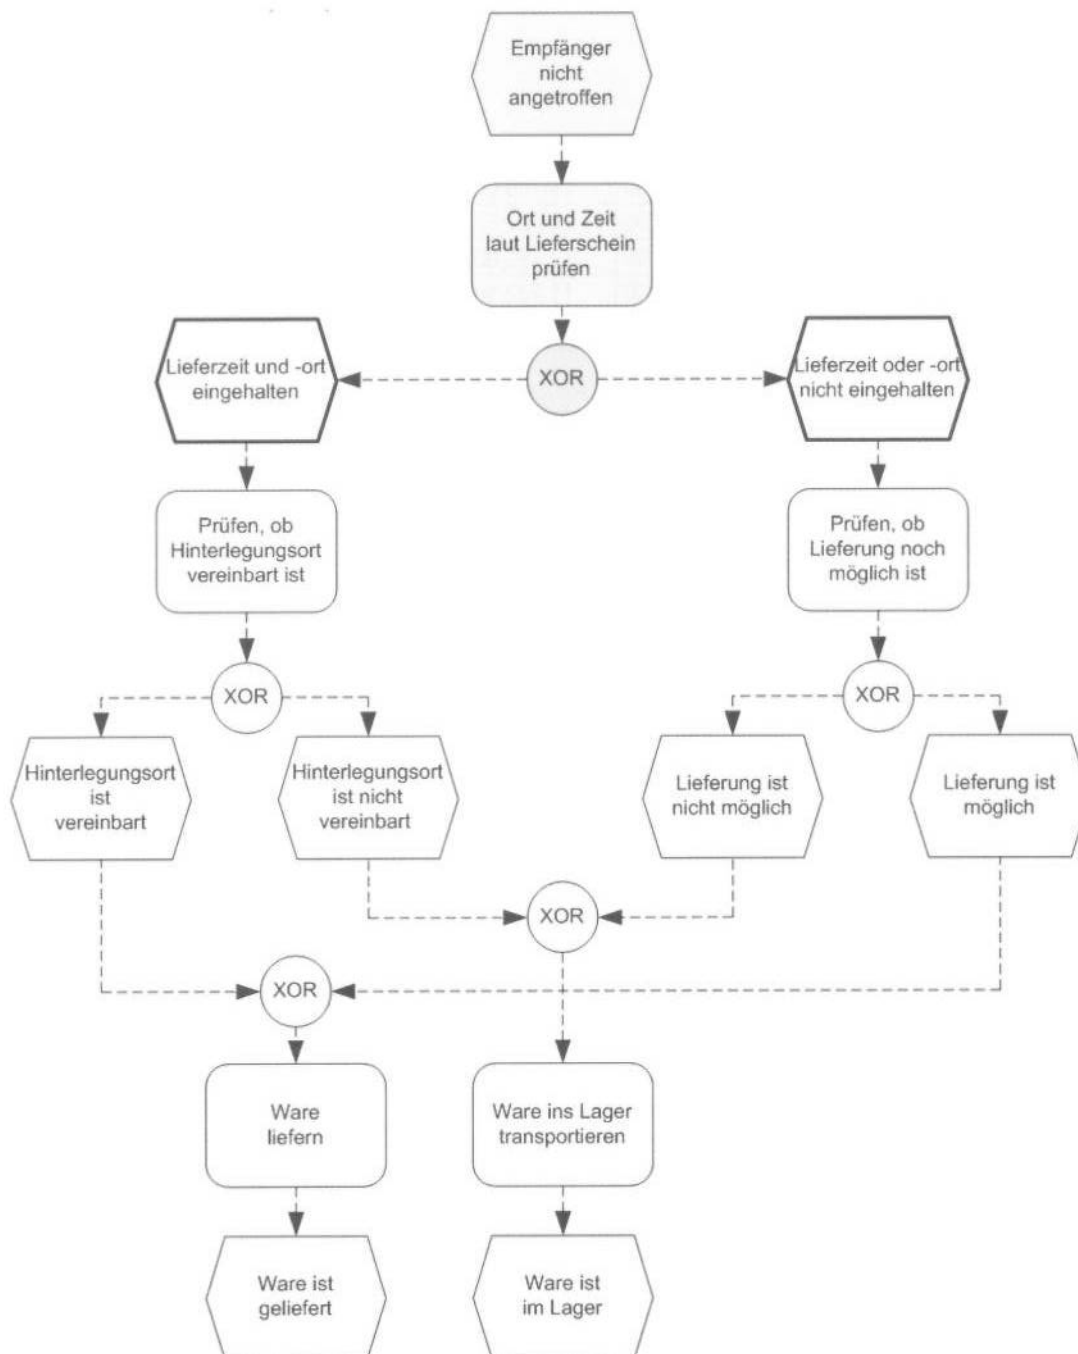 Empfänger
nicht
angetroffen
Ort und Zeit
laut Lieferschein
prüfen
Lieferzeit und -ort
eingehalten
XOR
Lieferzeit oder -ort
nicht eingehalten
Prüfen, ob
Hinterlegungsort
vereinbart ist
Prüfen, ob
Lieferung noch
möglich ist
XOR
XOR
Hinterlegungsort
ist
vereinbart
Hinterlegungsort
ist nicht
vereinbart
Lieferung ist
nicht möglich
Lieferung ist
möglich
XOR
XOR
Ware
liefern
Ware ins Lager
transportieren
Ware ist
geliefert
Ware ist
im Lager